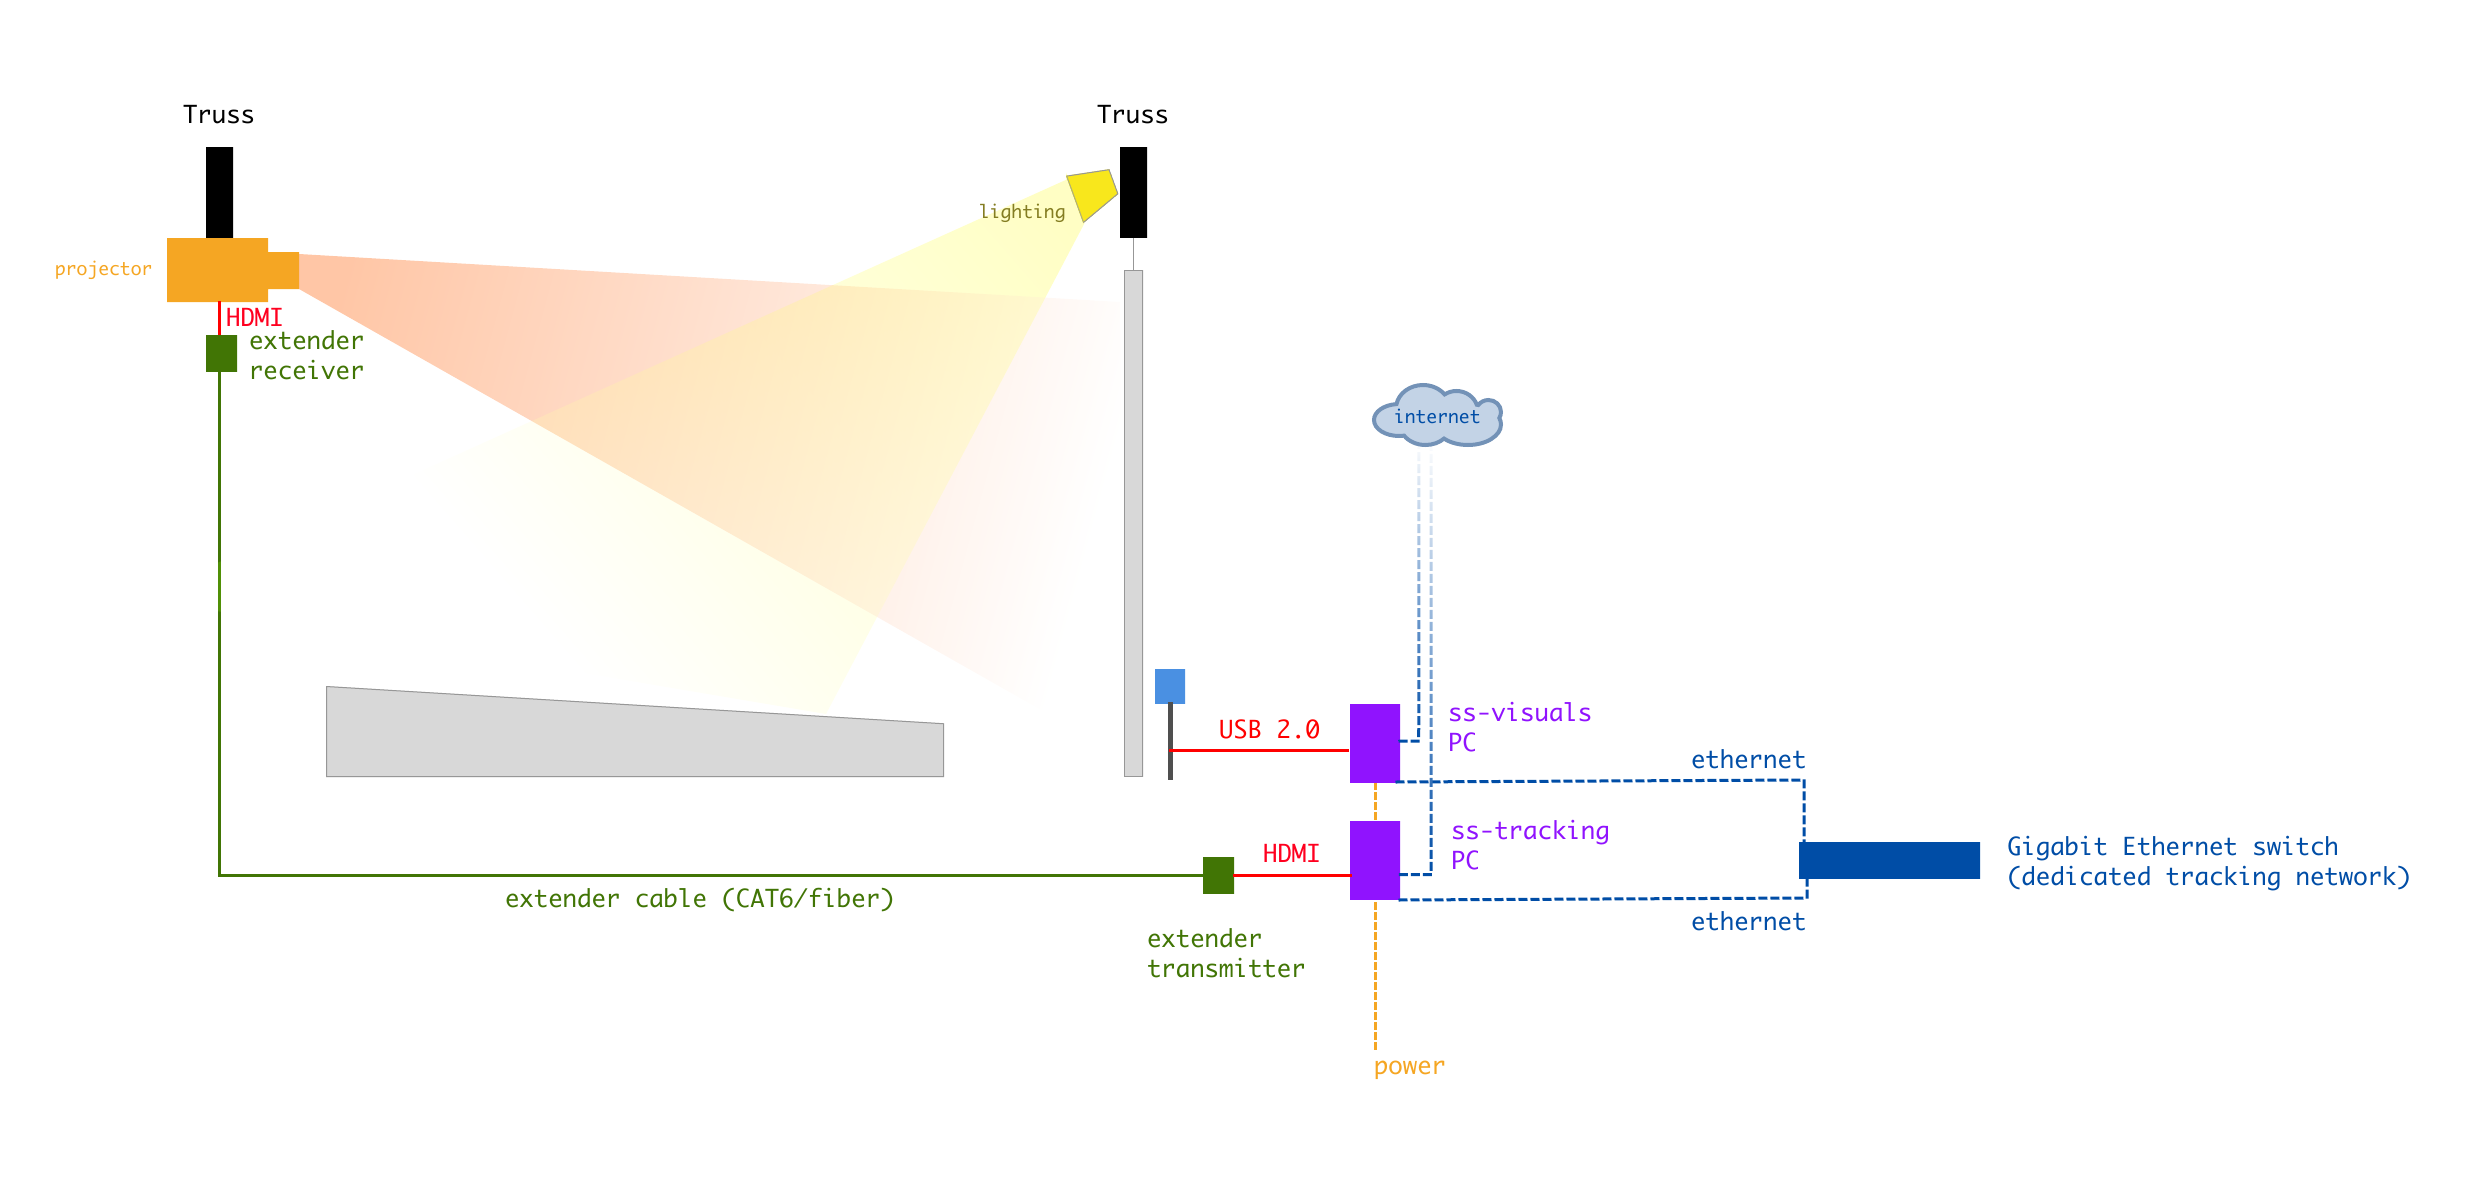 Truss
Truss
lighting
projector
HDMI
extender
receiver
internet
ss-visuals
PC
USB 2.0
ethernet
ss-tracking
PC
HDMI
Gigabit Ethernet switch
(dedicated tracking network)
extender cable (CAT6/fiber)
ethernet
extender
transmitter
power